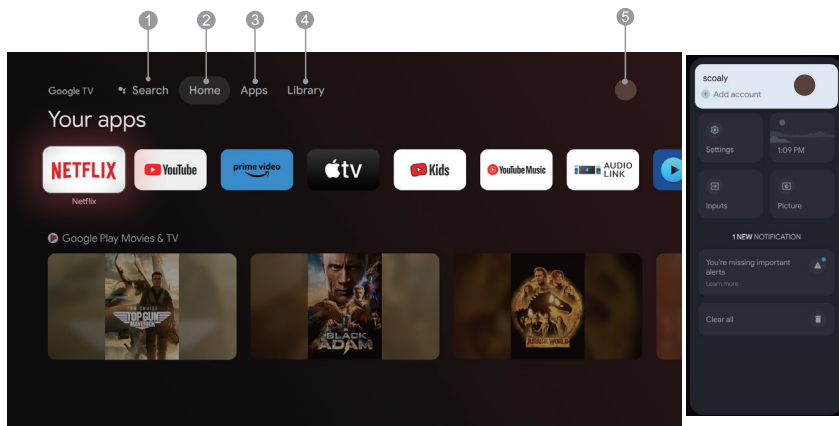 1 2 3 4 5
Google TV Search Home Apps Library
Your apps
NETFLIX YouTube prime video tv Kids YouTube Music AUDIO LINK
Netflix
Google Play Movies & TV
TOM CRUISE
TOP GUN
MAVERICK
BLACK
ADAM
JURASSIC WORLD
scoaly
Add account
Settings 1:09 PM
Inputs Picture
1 NEW NOTIFICATION
You're missing important
alerts
Learn more
Clear all